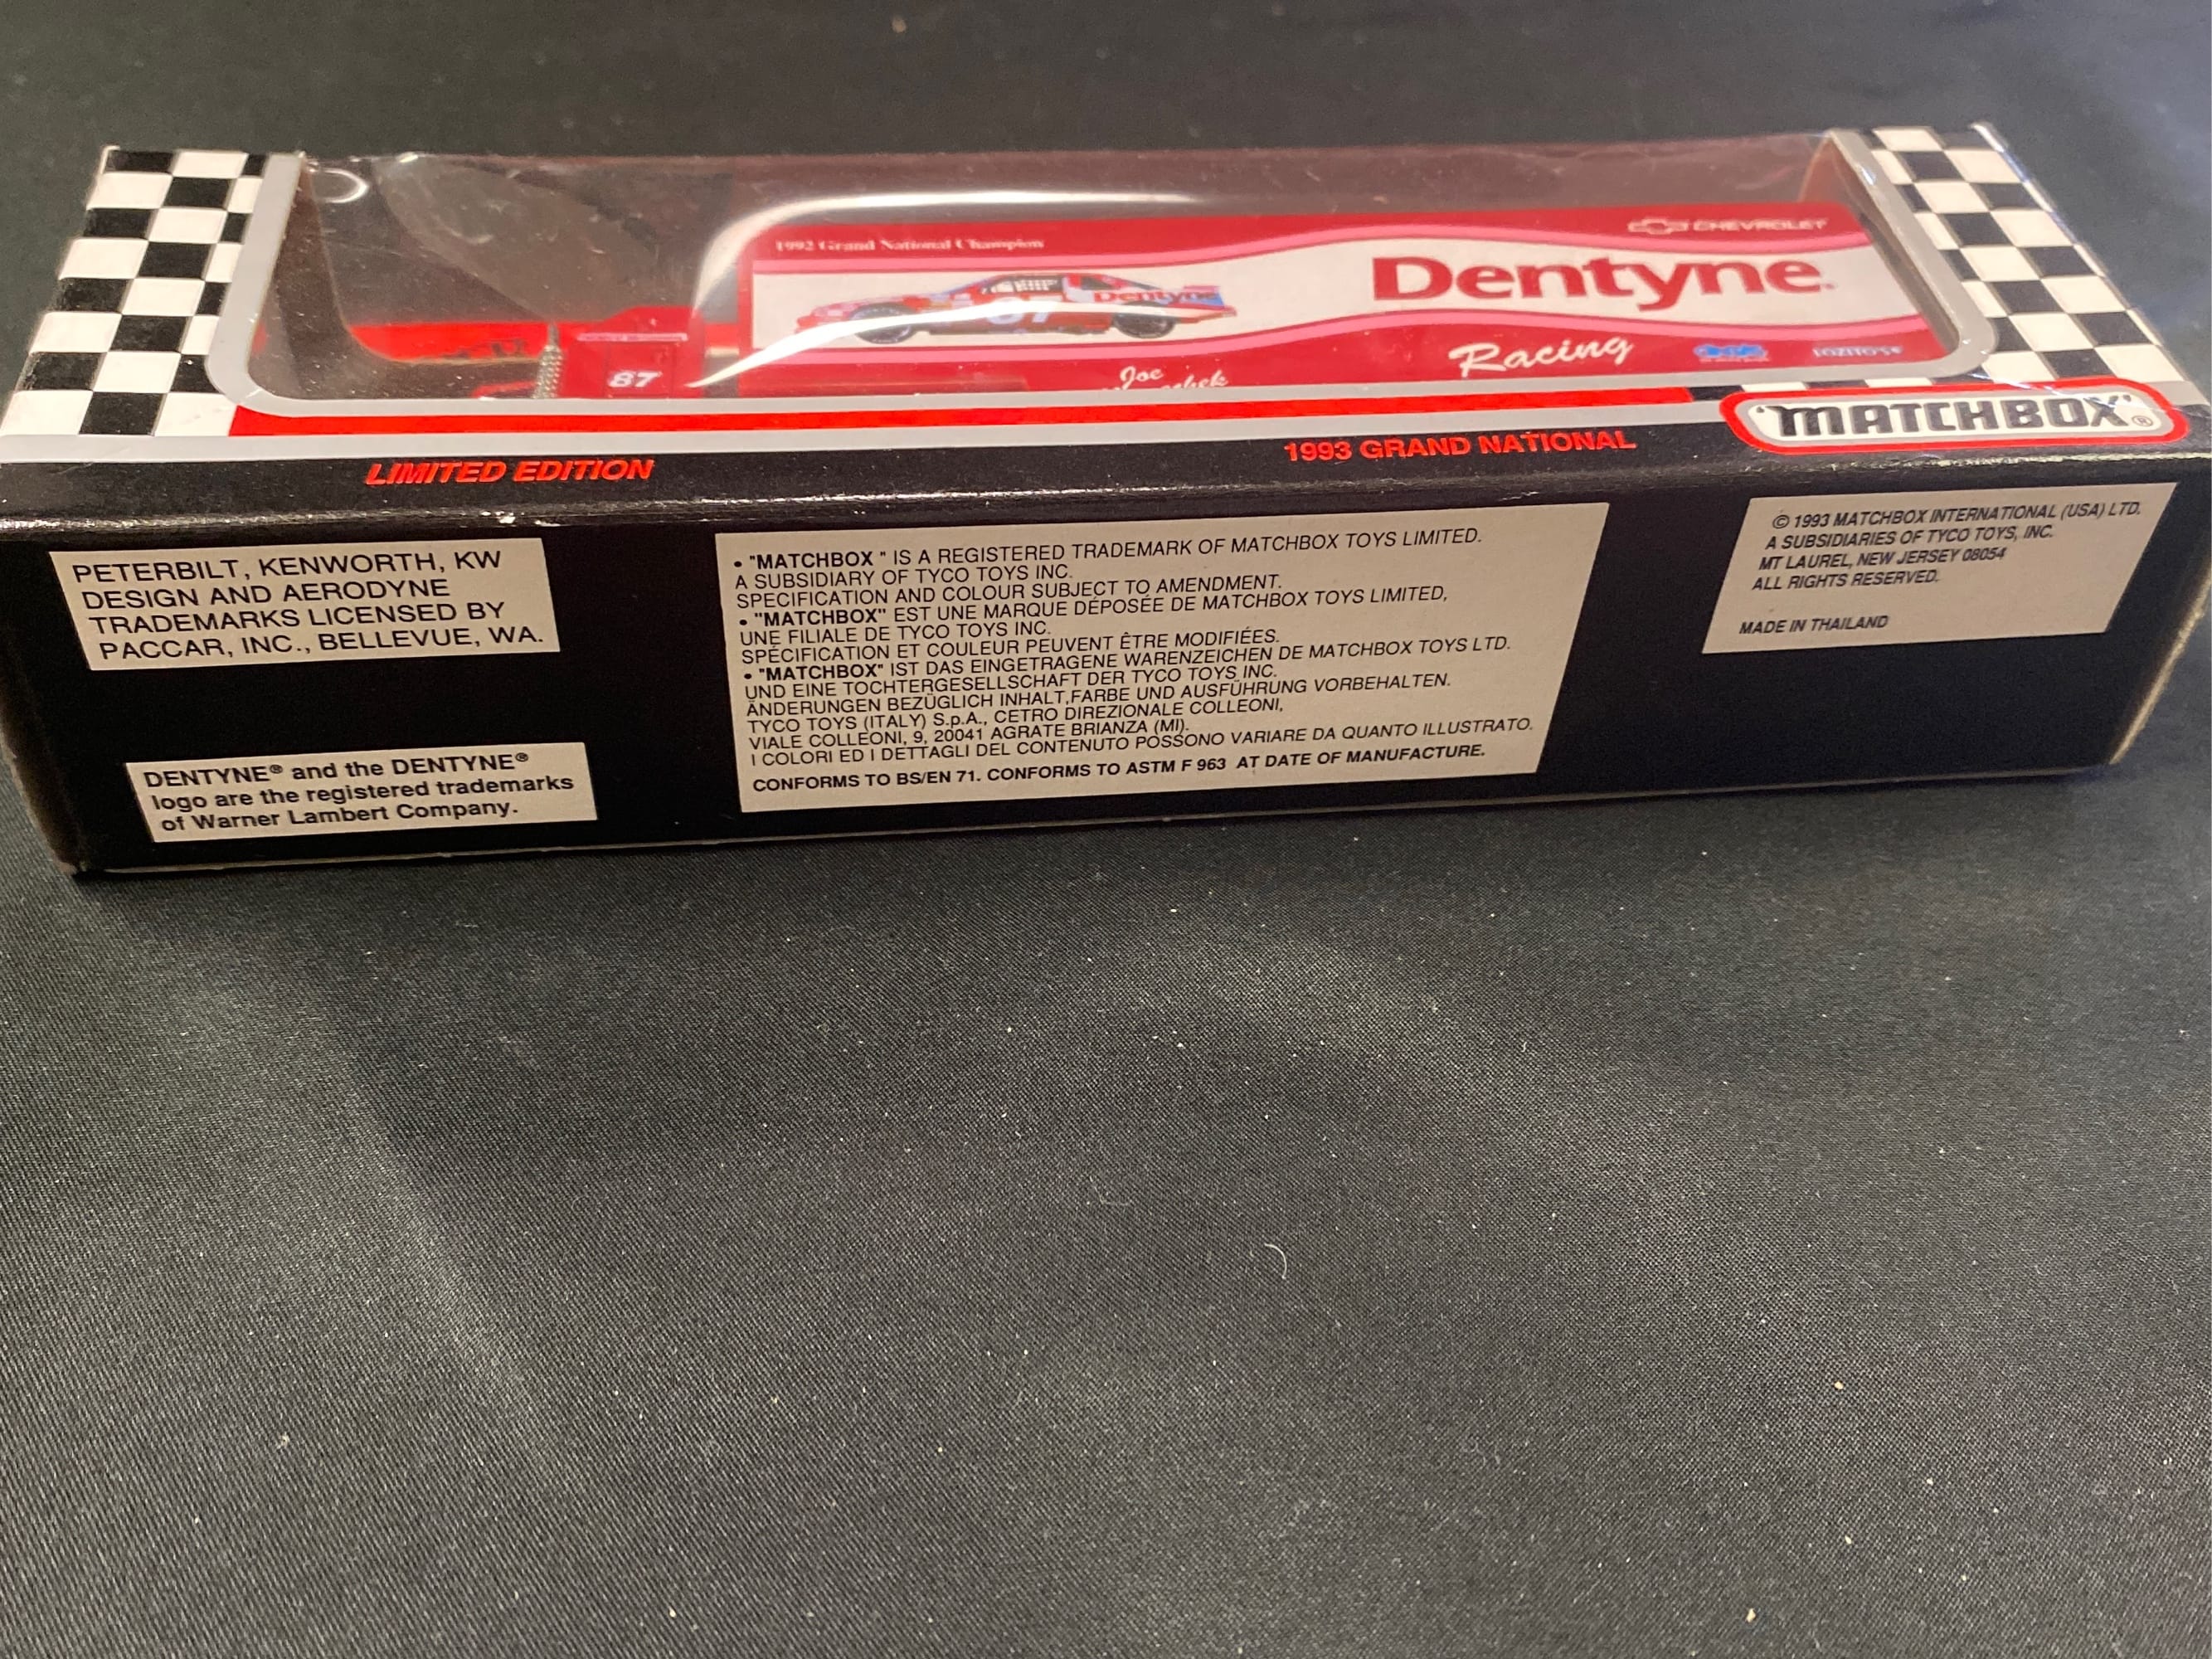 1992 Grand National Champion
CHEVROLET
Dentyne
87
Dentyne.
Racing
Joe
87
'MATCHBOX'®
LIMITED EDITION
1993 GRAND NATIONAL
PETERBILT, KENWORTH, KW
DESIGN AND AERODYNE
TRADEMARKS LICENSED BY
PACCAR, INC., BELLEVUE, WA.
DENTYNE® and the DENTYNE®
logo are the registered trademarks
of Warner Lambert Company.
• "MATCHBOX " IS A REGISTERED TRADEMARK OF MATCHBOX TOYS LIMITED.
A SUBSIDIARY OF TYCO TOYS INC.
SPECIFICATION AND COLOUR SUBJECT TO AMENDMENT.
• "MATCHBOX" EST UNE MARQUE DÉPOSÉE DE MATCHBOX TOYS LIMITED,
UNE FILIALE DE TYCO TOYS INC.
SPÉCIFICATION ET COULEUR PEUVENT ÊTRE MODIFIÉES.
• "MATCHBOX" IST DAS EINGETRAGENE WARENZEICHEN DE MATCHBOX TOYS LTD.
UND EINE TOCHTERGESELLSCHAFT DER TYCO TOYS INC.
ÄNDERUNGEN BEZÜGLICH INHALT,FARBE UND AUSFÜHRUNG VORBEHALTEN.
TYCO TOYS (ITALY) S.p.A., CETRO DIREZIONALE COLLEONI,
VIALE COLLEONI, 9, 20041 AGRATE BRIANZA (MI).
I COLORI ED I DETTAGLI DEL CONTENUTO POSSONO VARIARE DA QUANTO ILLUSTRATO.
CONFORMS TO BS/EN 71. CONFORMS TO ASTM F 963 AT DATE OF MANUFACTURE.
© 1993 MATCHBOX INTERNATIONAL (USA) LTD.
A SUBSIDIARIES OF TYCO TOYS, INC.
MT LAUREL, NEW JERSEY 08054
ALL RIGHTS RESERVED.
MADE IN THAILAND